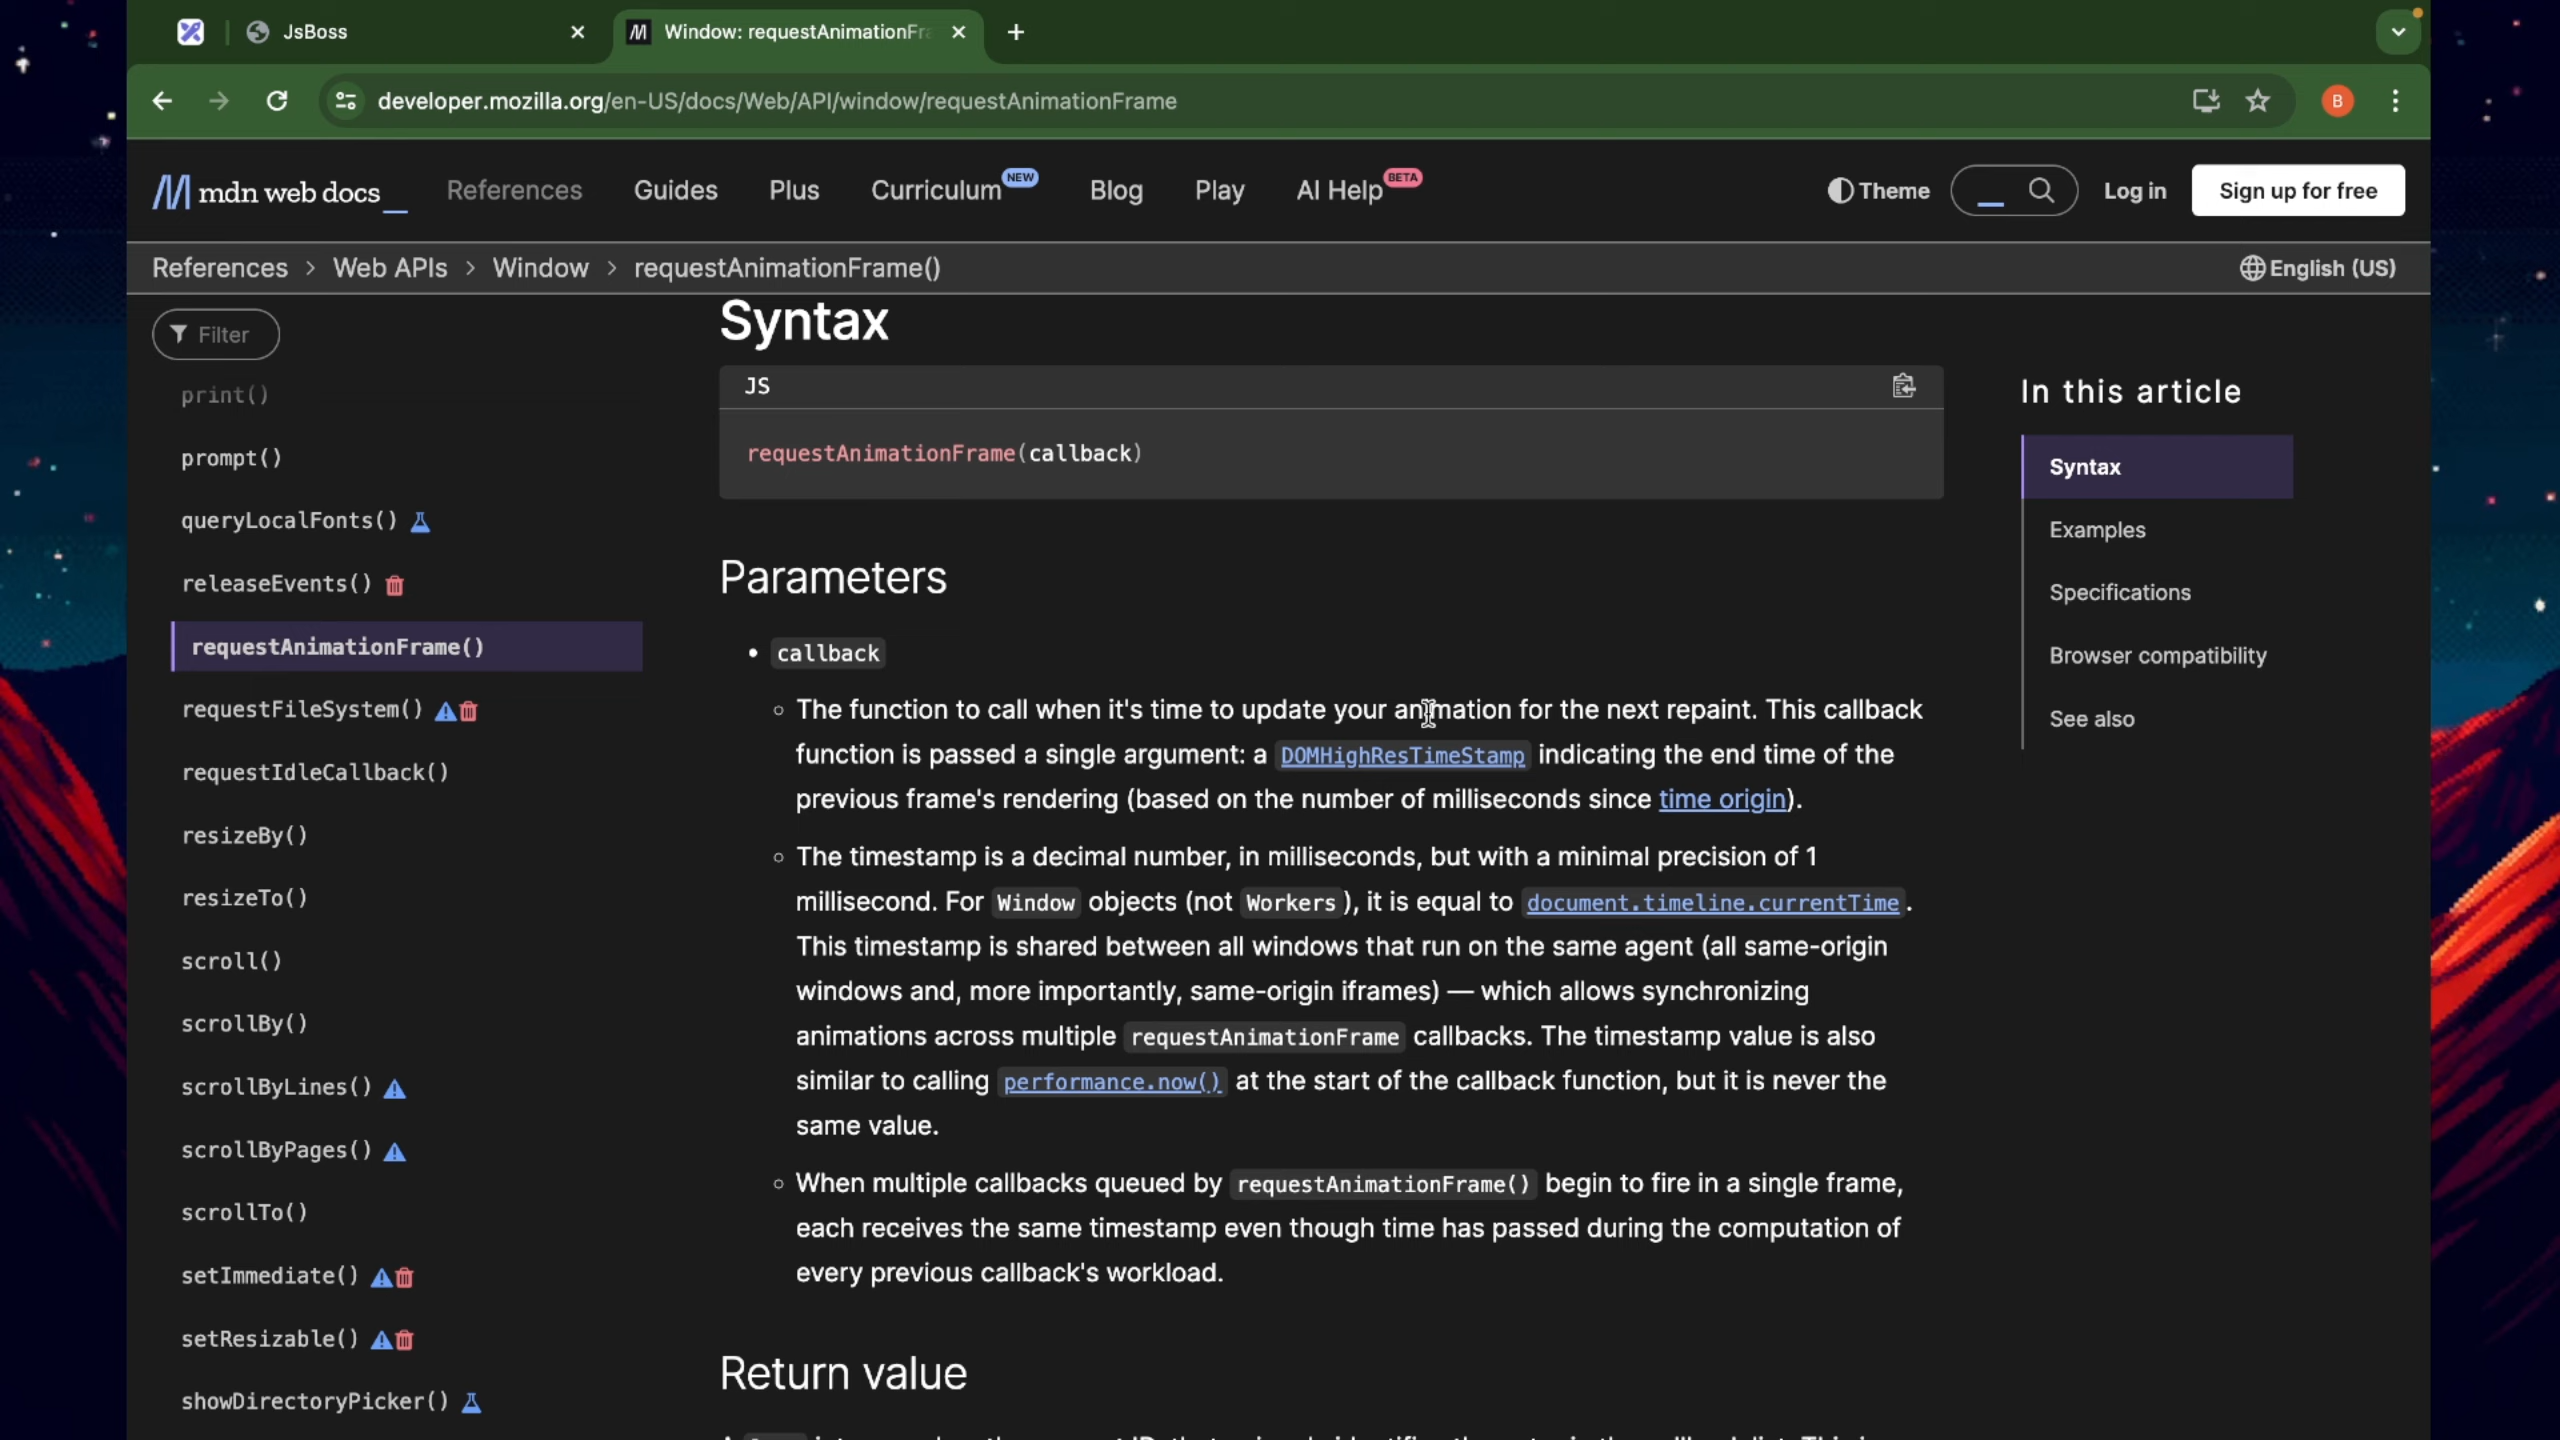 JsBoss
Window: requestAnimationFra
developer.mozilla.org/en-US/docs/Web/API/window/requestAnimationFrame
B
mdn web docs_
References
Guides
Plus
Curriculum NEW
Blog
Play
AI Help BETA
Theme
Log in
Sign up for free
References > Web APIs > Window > requestAnimationFrame()
English (US)
Filter
print()
prompt()
queryLocalFonts()
releaseEvents()
requestAnimationFrame()
requestFileSystem()
requestIdleCallback()
resizeBy()
resizeTo()
scroll()
scrollBy()
scrollByLines()
scrollByPages()
scrollTo()
setImmediate()
setResizable()
showDirectoryPicker()
Syntax
JS
requestAnimationFrame(callback)
Parameters
• callback
The function to call when it's time to update your animation for the next repaint. This callback
function is passed a single argument: a DOMHighResTimeStamp indicating the end time of the
previous frame's rendering (based on the number of milliseconds since time origin).
The timestamp is a decimal number, in milliseconds, but with a minimal precision of 1
millisecond. For Window objects (not Workers), it is equal to document.timeline.currentTime.
This timestamp is shared between all windows that run on the same agent (all same-origin
windows and, more importantly, same-origin iframes) — which allows synchronizing
animations across multiple requestAnimationFrame callbacks. The timestamp value is also
similar to calling performance.now() at the start of the callback function, but it is never the
same value.
When multiple callbacks queued by requestAnimationFrame() begin to fire in a single frame,
each receives the same timestamp even though time has passed during the computation of
every previous callback's workload.
Return value
In this article
Syntax
Examples
Specifications
Browser compatibility
See also